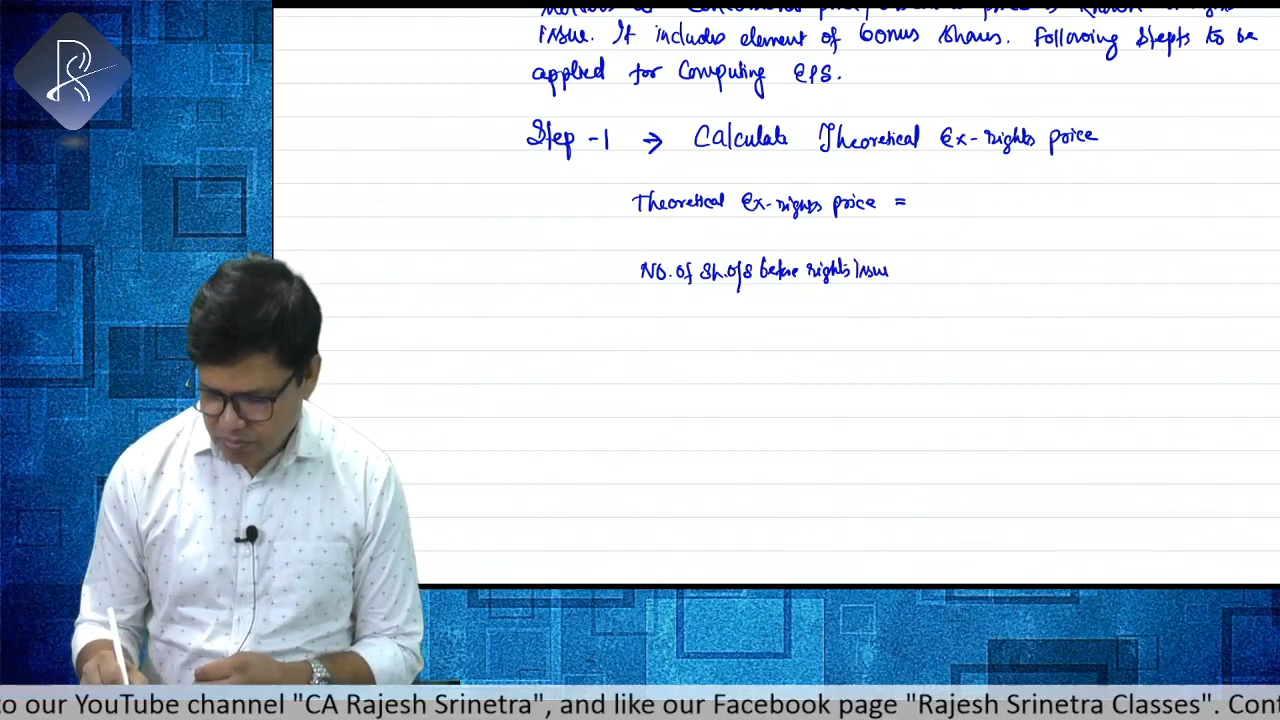 issue. It includes element of bonus shares. Following stepts to be
applied for Computing EPS.
Step -1 → Calculate Theoretical Ex-rights price
Theoretical Ex-rights price =
No. of sh. o/s before rights issue
to our YouTube channel "CA Rajesh Srinetra", and like our Facebook page "Rajesh Srinetra Classes". Con